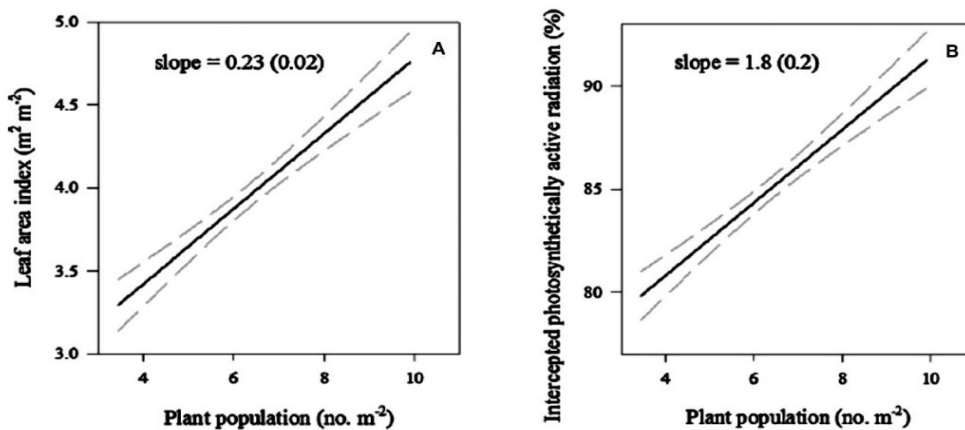 A
slope = 0.23 (0.02)
Leaf area index (m² m⁻²)
5.0
4.5
4.0
3.5
3.0
4 6 8 10
Plant population (no. m⁻²)
B
slope = 1.8 (0.2)
Intercepted photosynthetically active radiation (%)
90
85
80
4 6 8 10
Plant population (no. m⁻²)